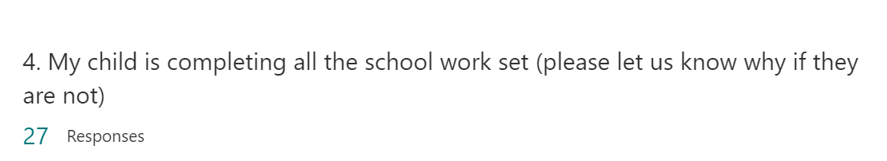 4. My child is completing all the school work set (please let us know why if they
are not)
27 Responses